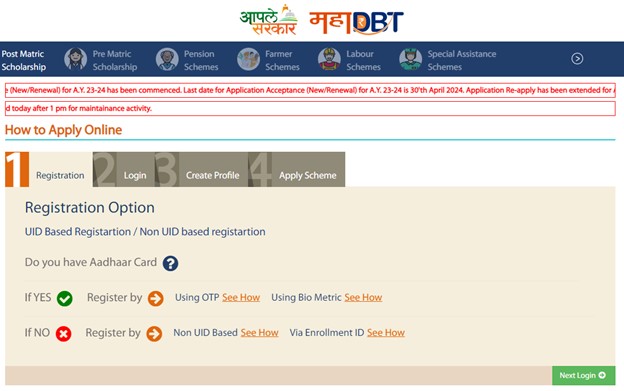 आपले सरकार महाDBT
Post Matric Scholarship
Pre Matric Scholarship
Pension Schemes
Farmer Schemes
Labour Schemes
Special Assistance Schemes
e (New/Renewal) for A.Y. 23-24 has been commenced. Last date for Application Acceptance (New/Renewal) for A.Y. 23-24 is 30'th April 2024. Application Re-apply has been extended for A
d today after 1 pm for maintainance activity.
How to Apply Online
1 Registration 2 Login 3 Create Profile 4 Apply Scheme
Registration Option
UID Based Registartion / Non UID based registartion
Do you have Aadhaar Card ?
If YES Register by Using OTP See How Using Bio Metric See How
If NO Register by Non UID Based See How Via Enrollment ID See How
Next Login